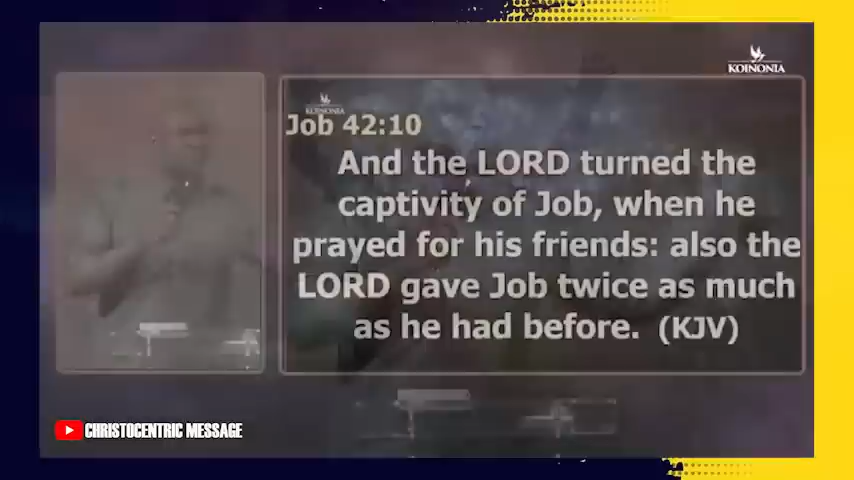 KOINONIA
KOINONIA
Job 42:10
And the LORD turned the
captivity of Job, when he
prayed for his friends: also the
LORD gave Job twice as much
as he had before. (KJV)
CHRISTOCENTRIC MESSAGE